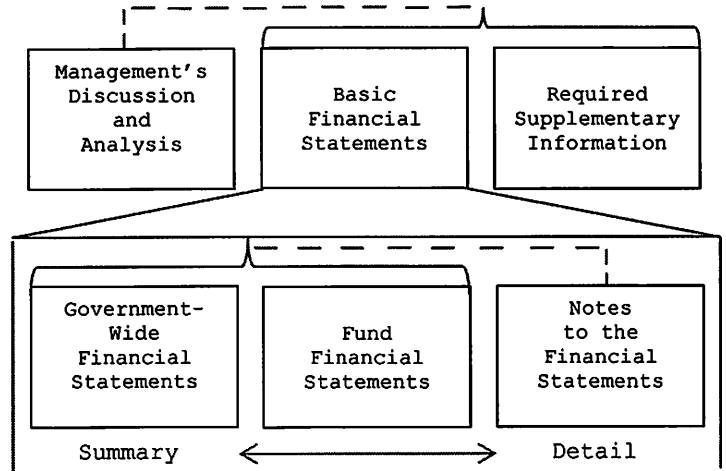 Management's
Discussion
and
Analysis
Basic
Financial
Statements
Required
Supplementary
Information
Government-
Wide
Financial
Statements
Fund
Financial
Statements
Notes
to the
Financial
Statements
Summary
Detail